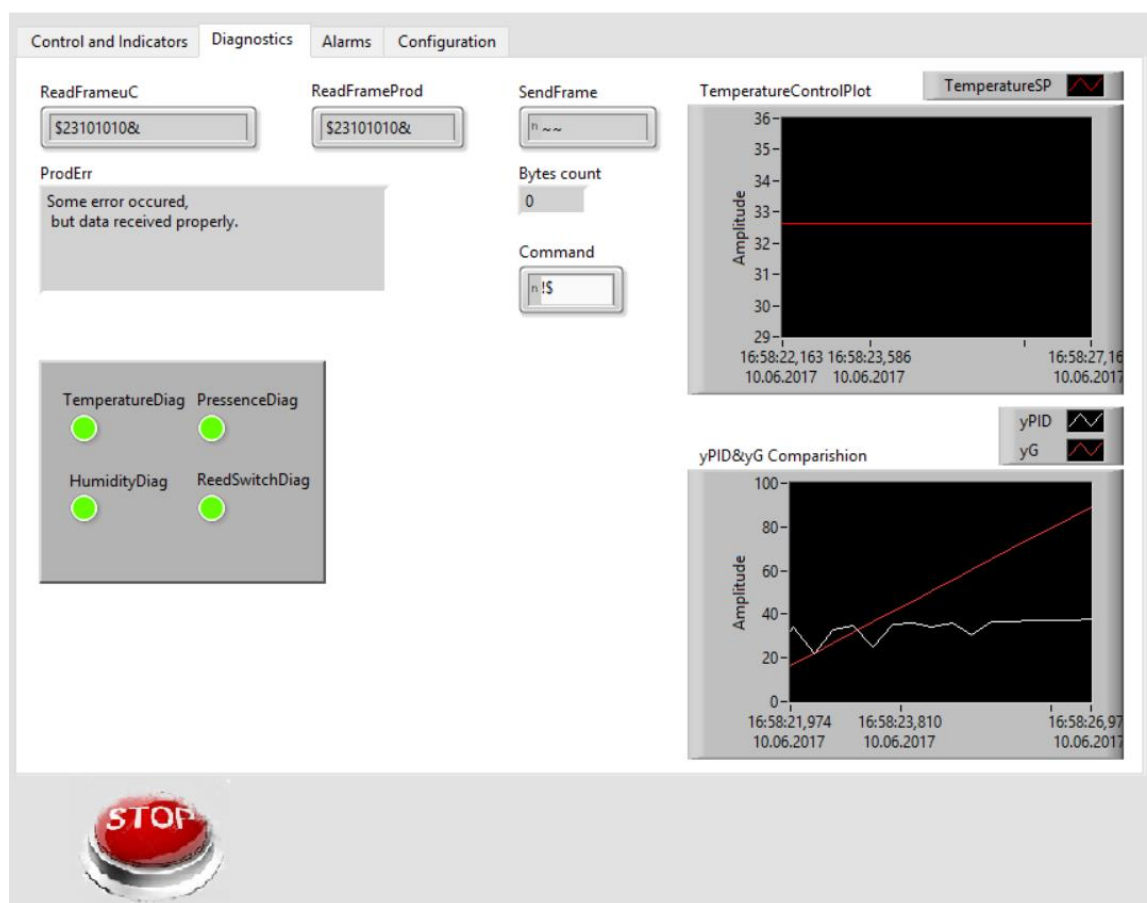 Control and Indicators Diagnostics Alarms Configuration
ReadFrameuC
$23101010&
ReadFrameProd
$23101010&
SendFrame
n ~~
ProdErr
Some error occured,
but data received properly.
Bytes count
0
Command
n !$
TemperatureDiag PressenceDiag
HumidityDiag ReedSwitchDiag
TemperatureControlPlot
TemperatureSP
Amplitude
36
35
34
33
32
31
30
29
16:58:22,163 16:58:23,586 16:58:27,16
10.06.2017 10.06.2017 10.06.2017
yPID&yG Comparishion
yPID
yG
Amplitude
100
80
60
40
20
0
16:58:21,974 16:58:23,810 16:58:26,97
10.06.2017 10.06.2017 10.06.2017
STOP